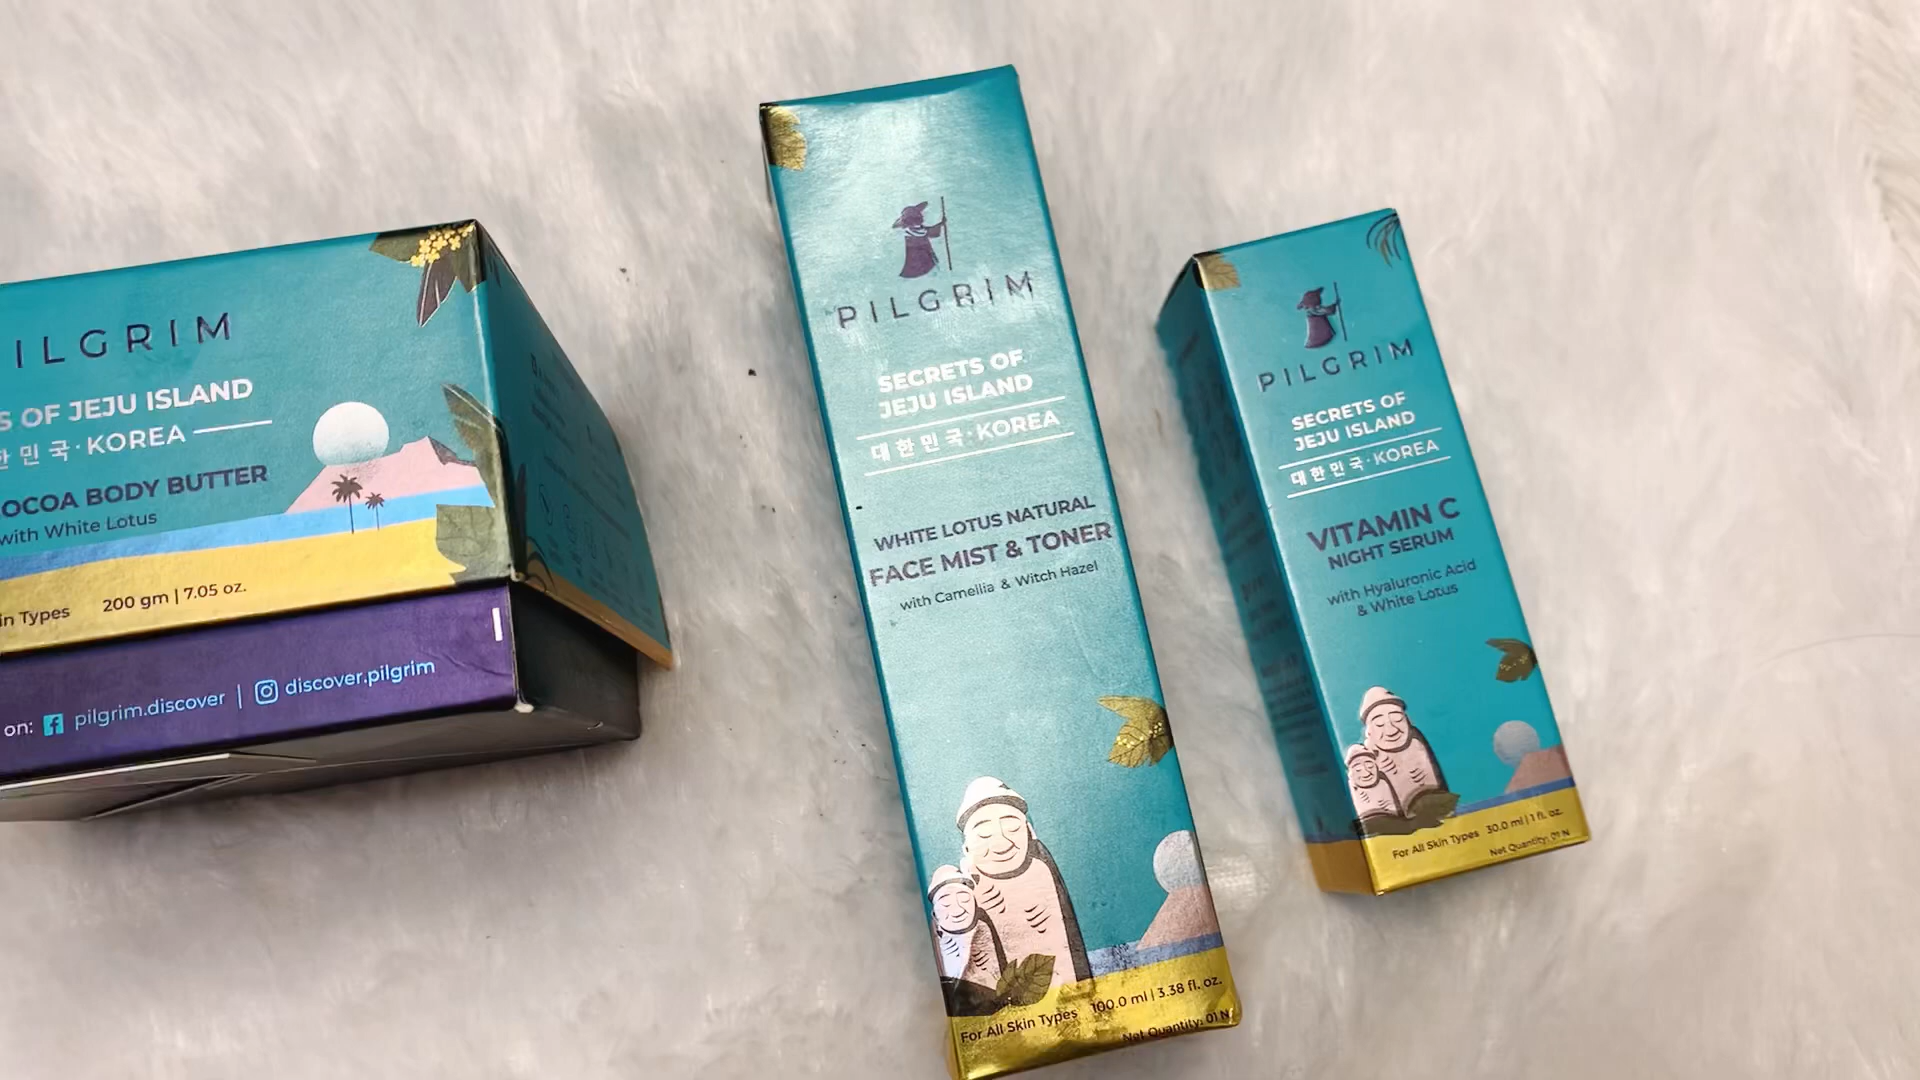 ILGRIM
S OF JEJU ISLAND
한민국·KOREA
OCOA BODY BUTTER
with White Lotus
in Types 200 gm | 7.05 oz.
on: pilgrim.discover | discover.pilgrim
PILGRIM
SECRETS OF
JEJU ISLAND
대한민국·KOREA
WHITE LOTUS NATURAL
FACE MIST & TONER
with Camellia & Witch Hazel
For All Skin Types 100.0 ml | 3.38 fl. oz.
Net Quantity: 01 N
PILGRIM
SECRETS OF
JEJU ISLAND
대한민국·KOREA
VITAMIN C
NIGHT SERUM
with Hyaluronic Acid
& White Lotus
For All Skin Types 30.0 ml | 1 fl. oz.
Net Quantity: 01 N